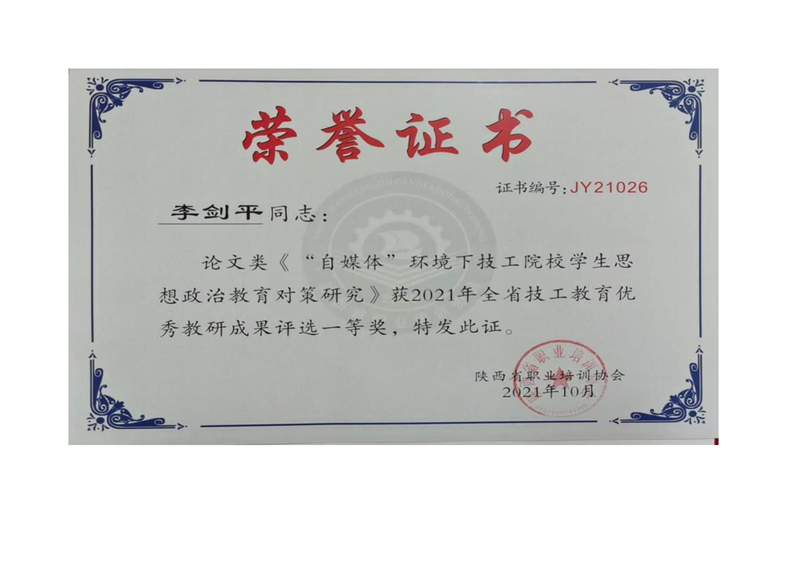 荣誉证书
证书编号：JY21026
李剑平同志：
论文类《“自媒体”环境下技工院校学生思
想政治教育对策研究》获2021年全省技工教育优
秀教研成果评选一等奖，特发此证。
陕西省职业培训协会
2021年10月